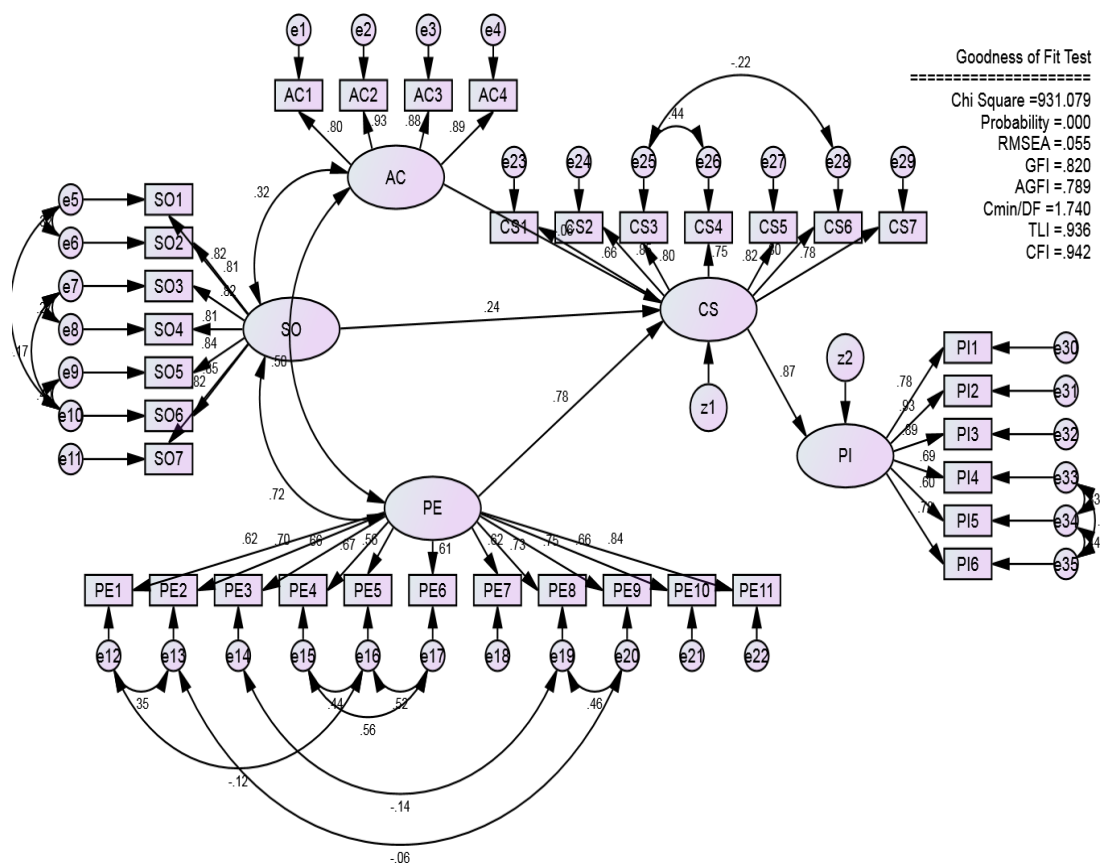 e1 e2 e3 e4
AC1 AC2 AC3 AC4
.80 .93 .88 .89
AC
Goodness of Fit Test
======================
Chi Square =931.079
Probability =.000
RMSEA =.055
GFI =.820
AGFI =.789
Cmin/DF =1.740
TLI =.936
CFI =.942
-.22
.44
e23 e24 e25 e26 e27 e28 e29
CS1 CS2 CS3 CS4 CS5 CS6 CS7
.66 .80 .75 .82 .78
CS
z1
.32
e5 SO1
e6 SO2
e7 SO3
e8 SO4
e9 SO5
e10 SO6
e11 SO7
.17
.82
.81
.82
.81
.84
.82
SO
.24
.72
.78
.87
z2
PI
PI1 e30
PI2 e31
PI3 e32
PI4 e33
PI5 e34
PI6 e35
.78
.93
.89
.69
.60
PE
.62 .70 .66 .67 .56 .61 .62 .73 .75 .66 .84
PE1 PE2 PE3 PE4 PE5 PE6 PE7 PE8 PE9 PE10 PE11
e12 e13 e14 e15 e16 e17 e18 e19 e20 e21 e22
.35 .44 .52 .46
.56
-.12
-.14
-.06